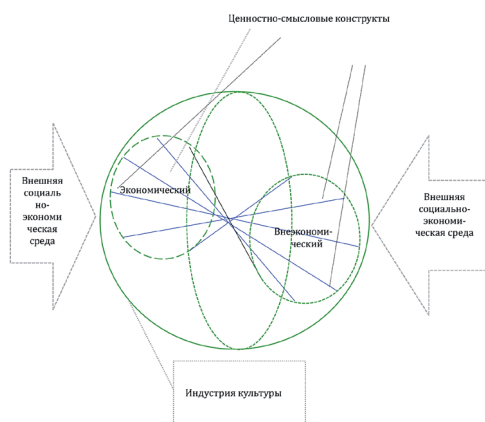 Ценностно-смысловые конструкты
Экономический
Внешняя
социаль
но-
экономи
ческая
среда
Внеэкономи-
ческий
Внешняя
социально-
экономи-
ческая среда
Индустрия культуры